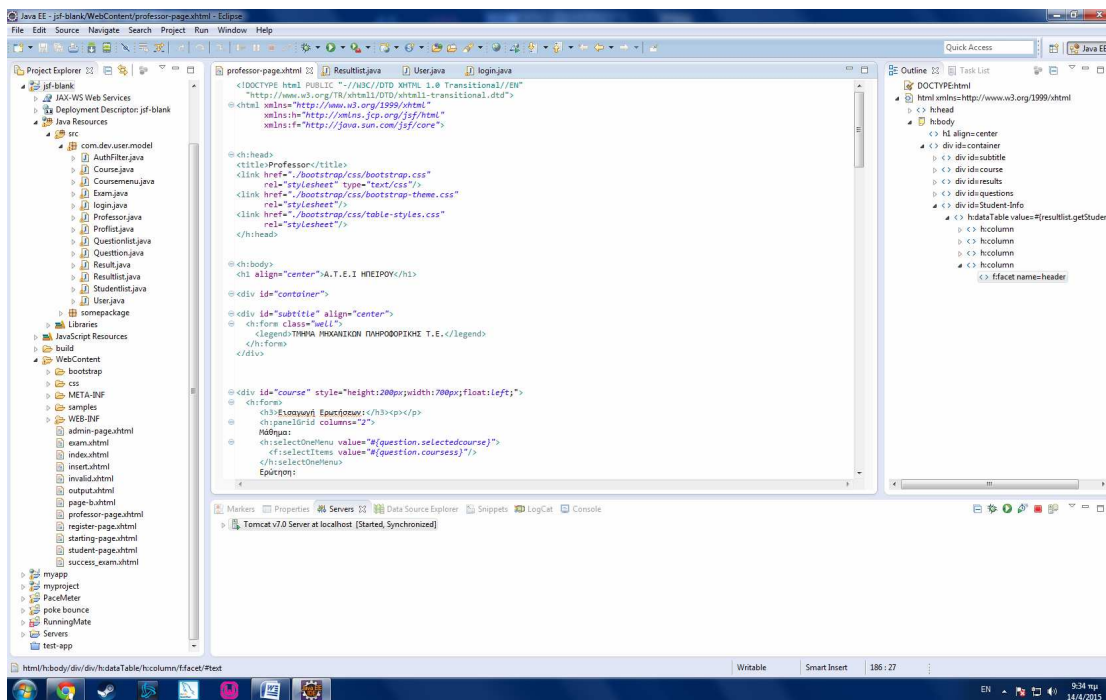 Java EE - jsf-blank/WebContent/professor-page.xhtml - Eclipse
File Edit Source Navigate Search Project Run Window Help
Quick Access
Java EE
Project Explorer
jsf-blank
JAX-WS Web Services
Deployment Descriptor: jsf-blank
Java Resources
src
com.dev.user.model
AuthFilter.java
Course.java
Coursemenu.java
Exam.java
login.java
Professor.java
Proflist.java
Questionlist.java
Questtion.java
Result.java
Resultlist.java
Studentlist.java
User.java
somepackage
Libraries
JavaScript Resources
build
WebContent
bootstrap
css
META-INF
samples
WEB-INF
admin-page.xhtml
exam.xhtml
index.xhtml
insert.xhtml
invalid.xhtml
output.xhtml
page-b.xhtml
professor-page.xhtml
register-page.xhtml
starting-page.xhtml
student-page.xhtml
success_exam.xhtml
myapp
myproject
PaceMeter
poke bounce
RunningMate
Servers
test-app
professor-page.xhtml Resultlist.java User.java login.java
<!DOCTYPE html PUBLIC "-//W3C//DTD XHTML 1.0 Transitional//EN"
"http://www.w3.org/TR/xhtml1/DTD/xhtml1-transitional.dtd">
<html xmlns="http://www.w3.org/1999/xhtml"
xmlns:h="http://xmlns.jcp.org/jsf/html"
xmlns:f="http://java.sun.com/jsf/core">
<h:head>
<title>Professor</title>
<link href="./bootstrap/css/bootstrap.css"
rel="stylesheet" type="text/css"/>
<link href="./bootstrap/css/bootstrap-theme.css"
rel="stylesheet"/>
<link href="./bootstrap/css/table-styles.css"
rel="stylesheet"/>
</h:head>
<h:body>
<h1 align="center">Α.Τ.Ε.Ι ΗΠΕΙΡΟΥ</h1>
<div id="container">
<div id="subtitle" align="center">
<h:form class="well">
<legend>ΤΜΗΜΑ ΜΗΧΑΝΙΚΩΝ ΠΛΗΡΟΦΟΡΙΚΗΣ Τ.Ε.</legend>
</h:form>
</div>
<div id="course" style="height:200px;width:700px;float:left;">
<h:form>
<h3>Εισαγωγή Ερωτήσεων:</h3><p></p>
<h:panelGrid columns="2">
Μάθημα:
<h:selectOneMenu value="#{question.selectedcourse}">
<f:selectItems value="#{question.coursess}"/>
</h:selectOneMenu>
Ερώτηση:
Outline Task List
DOCTYPE:html
html xmlns=http://www.w3.org/1999/xhtml
h:head
h:body
h1 align=center
div id=container
div id=subtitle
div id=course
div id=results
div id=questions
div id=Student-Info
h:dataTable value=#{resultlist.getStuden
h:column
h:column
h:column
h:column
f:facet name=header
Markers Properties Servers Data Source Explorer Snippets LogCat Console
Tomcat v7.0 Server at localhost [Started, Synchronized]
html/h:body/div/div/h:dataTable/h:column/f:facet/#text
Writable Smart Insert 186 : 27
EN 9:34 πμ
14/4/2015